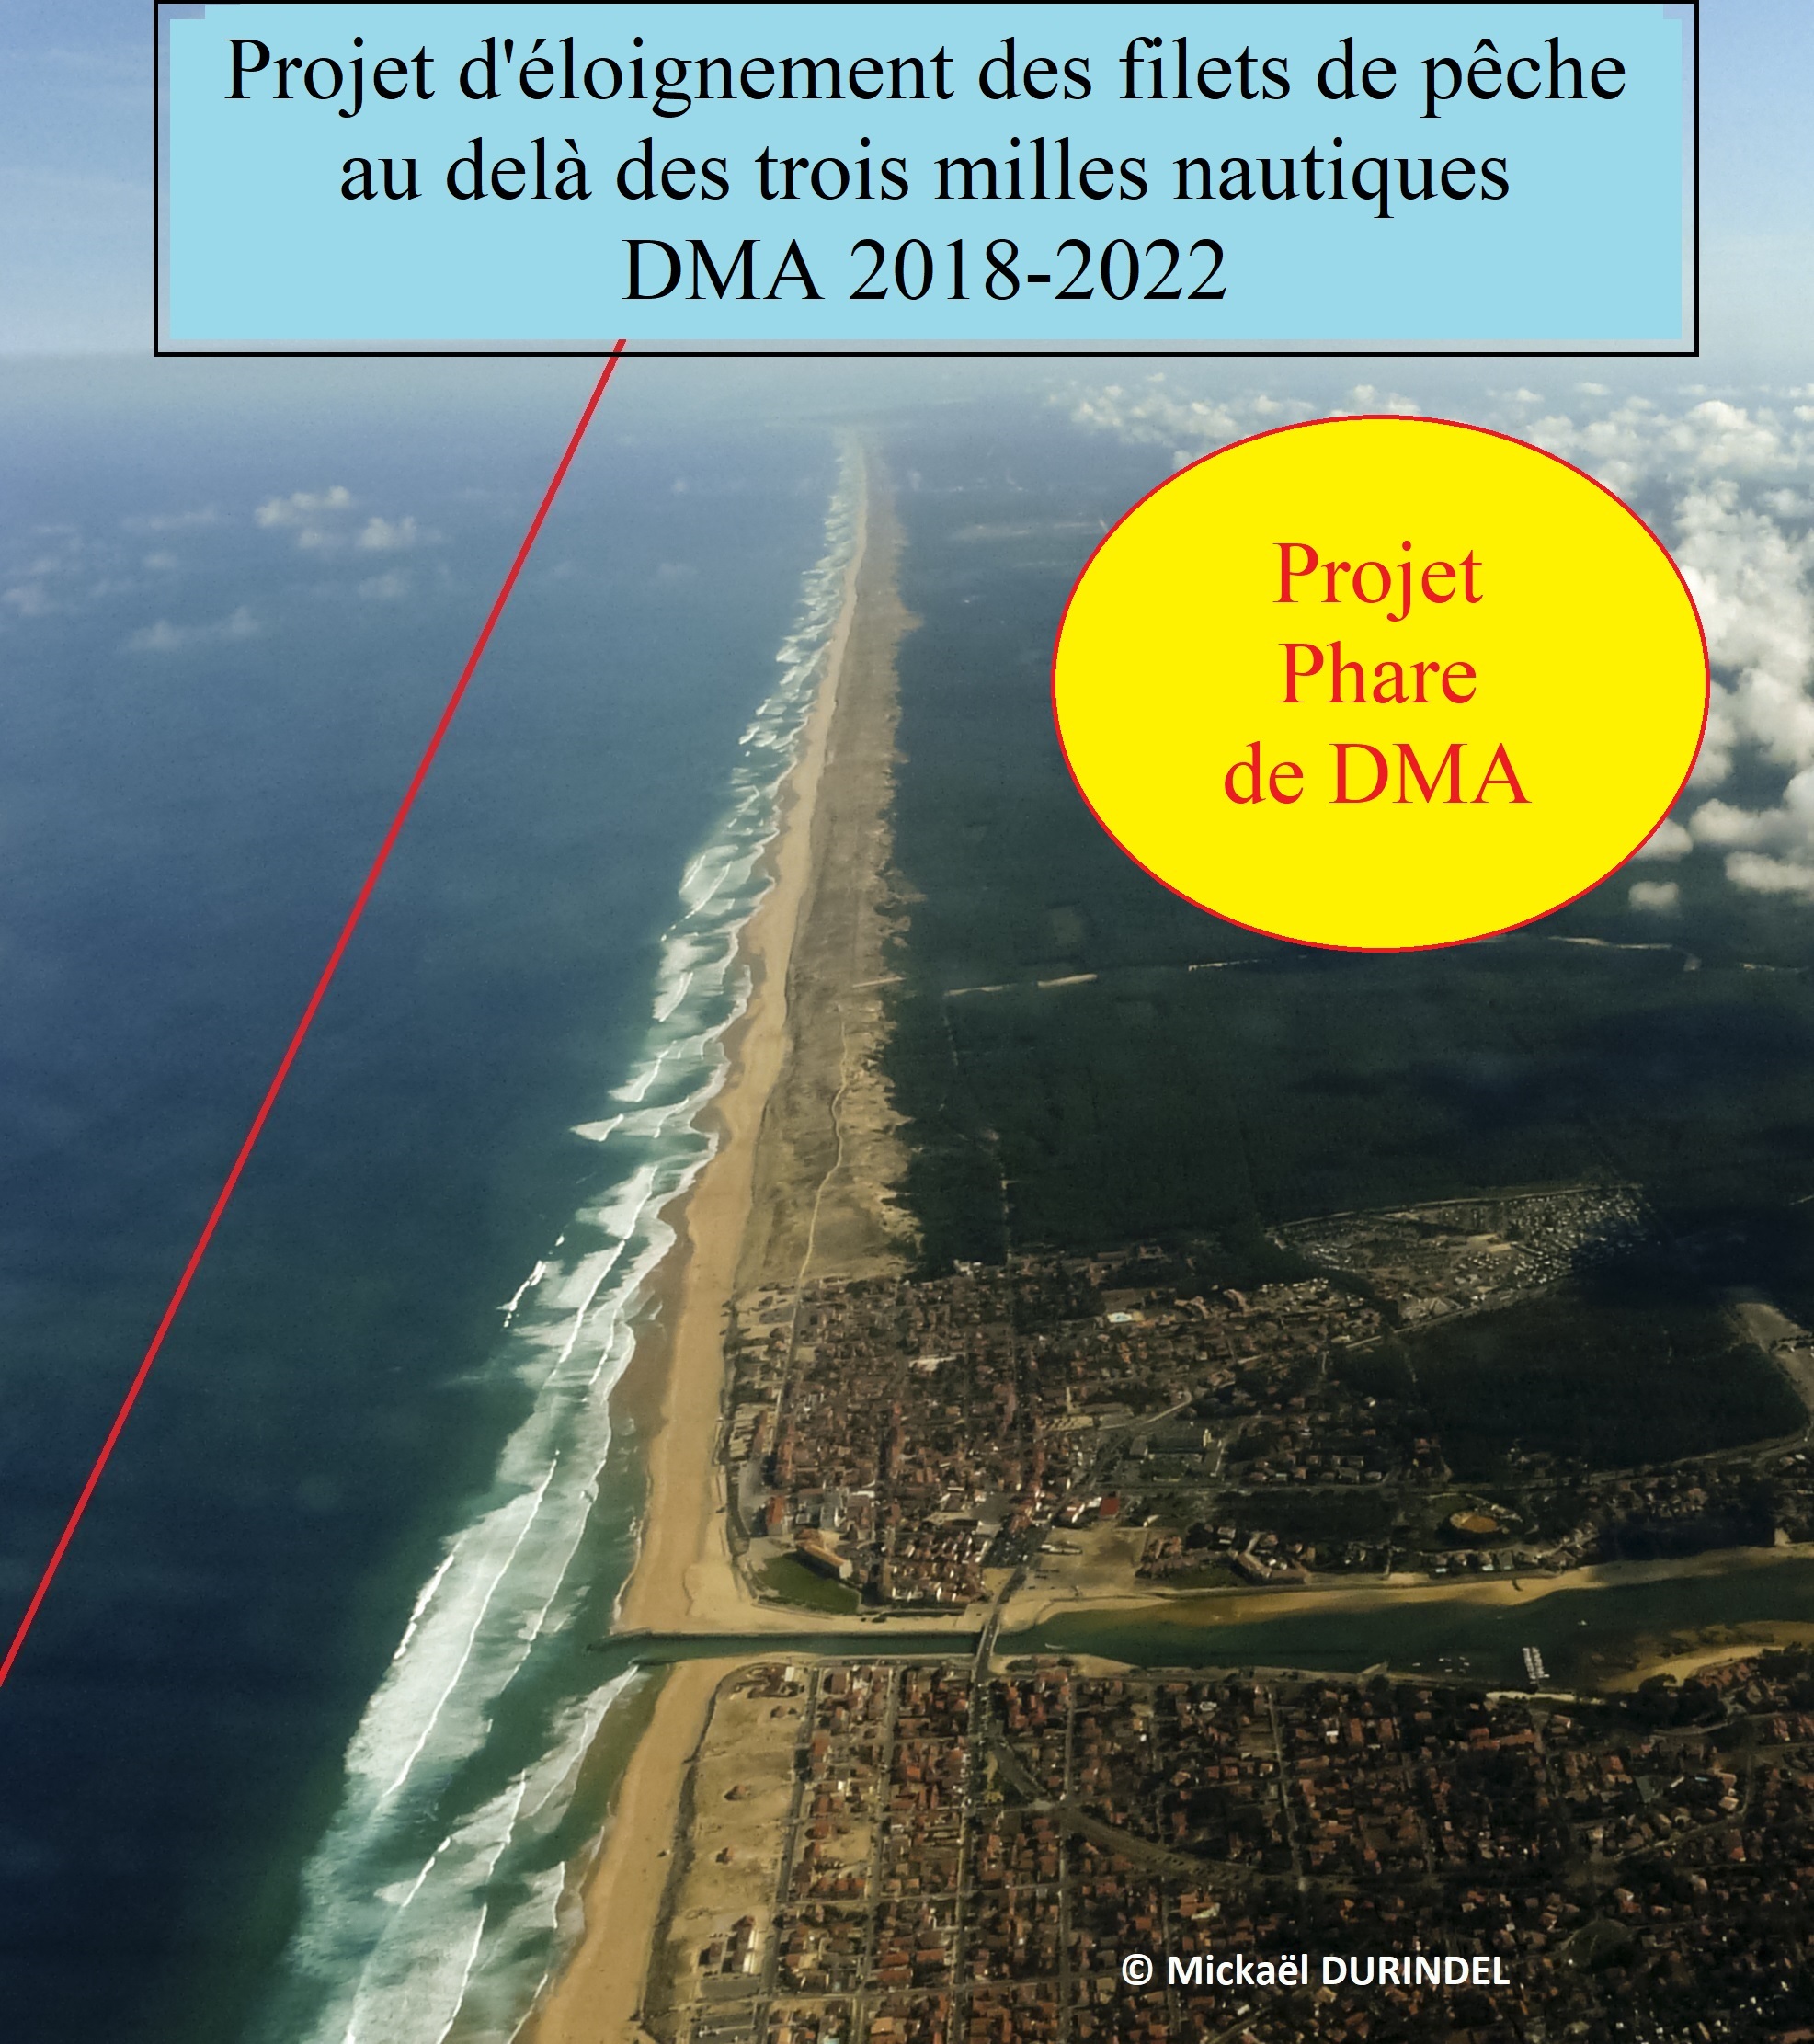 Projet d'éloignement des filets de pêche
au delà des trois milles nautiques
DMA 2018-2022
Projet
Phare
de DMA
© Mickaël DURINDEL